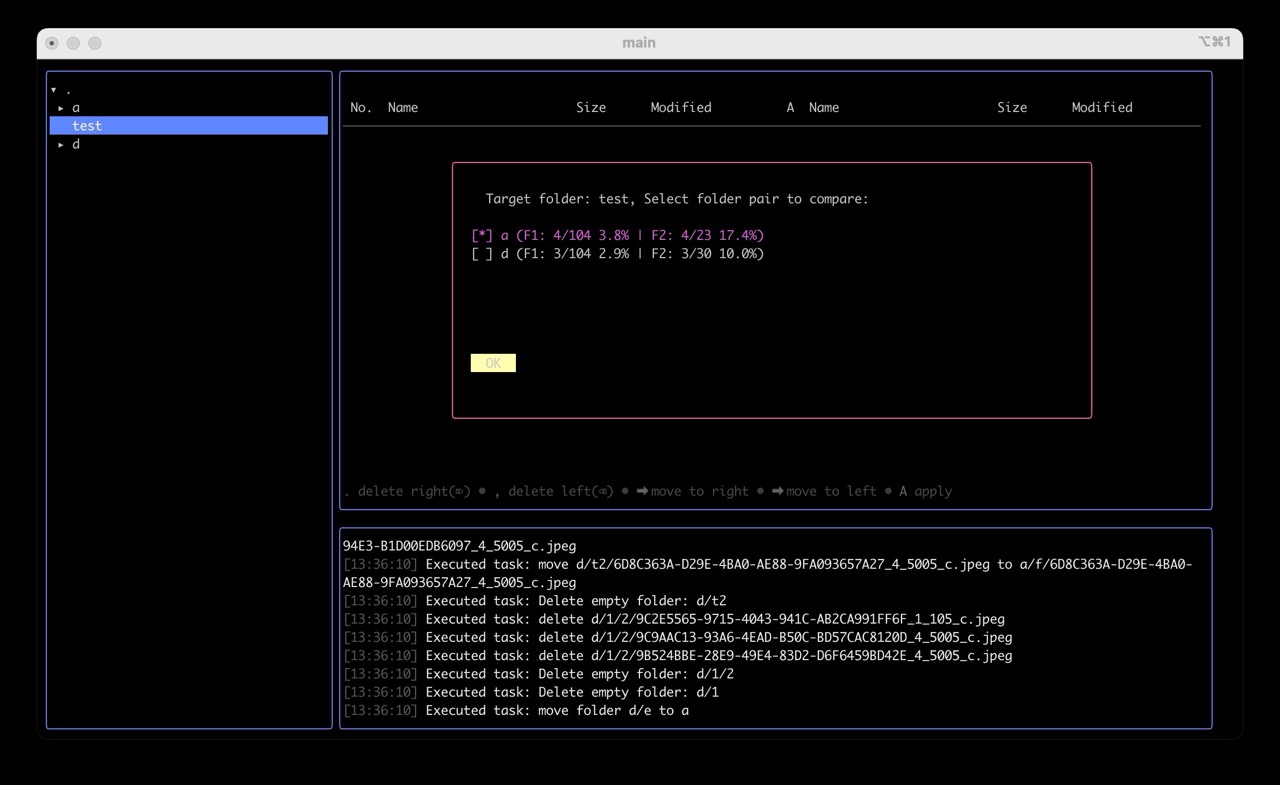 main
⌥⌘1
▾ .
▸ a
test
▸ d
No. Name Size Modified A Name Size Modified
Target folder: test, Select folder pair to compare:
[*] a (F1: 4/104 3.8% | F2: 4/23 17.4%)
[ ] d (F1: 3/104 2.9% | F2: 3/30 10.0%)
OK
. delete right(⌦) • , delete left(⌫) • ➡move to right • ➡move to left • A apply
94E3-B1D00EDB6097_4_5005_c.jpeg
[13:36:10] Executed task: move d/t2/6D8C363A-D29E-4BA0-AE88-9FA093657A27_4_5005_c.jpeg to a/f/6D8C363A-D29E-4BA0-
AE88-9FA093657A27_4_5005_c.jpeg
[13:36:10] Executed task: Delete empty folder: d/t2
[13:36:10] Executed task: delete d/1/2/9C2E5565-9715-4043-941C-AB2CA991FF6F_1_105_c.jpeg
[13:36:10] Executed task: delete d/1/2/9C9AAC13-93A6-4EAD-B50C-BD57CAC8120D_4_5005_c.jpeg
[13:36:10] Executed task: delete d/1/2/9B524BBE-28E9-49E4-83D2-D6F6459BD42E_4_5005_c.jpeg
[13:36:10] Executed task: Delete empty folder: d/1/2
[13:36:10] Executed task: Delete empty folder: d/1
[13:36:10] Executed task: move folder d/e to a